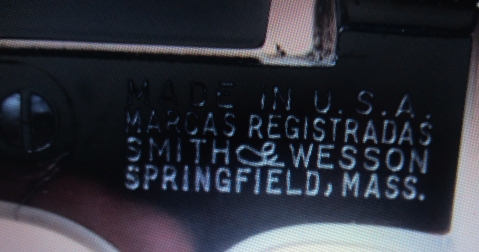 MADE IN U.S.A.
MARCAS REGISTRADAS
SMITH & WESSON
SPRINGFIELD, MASS.